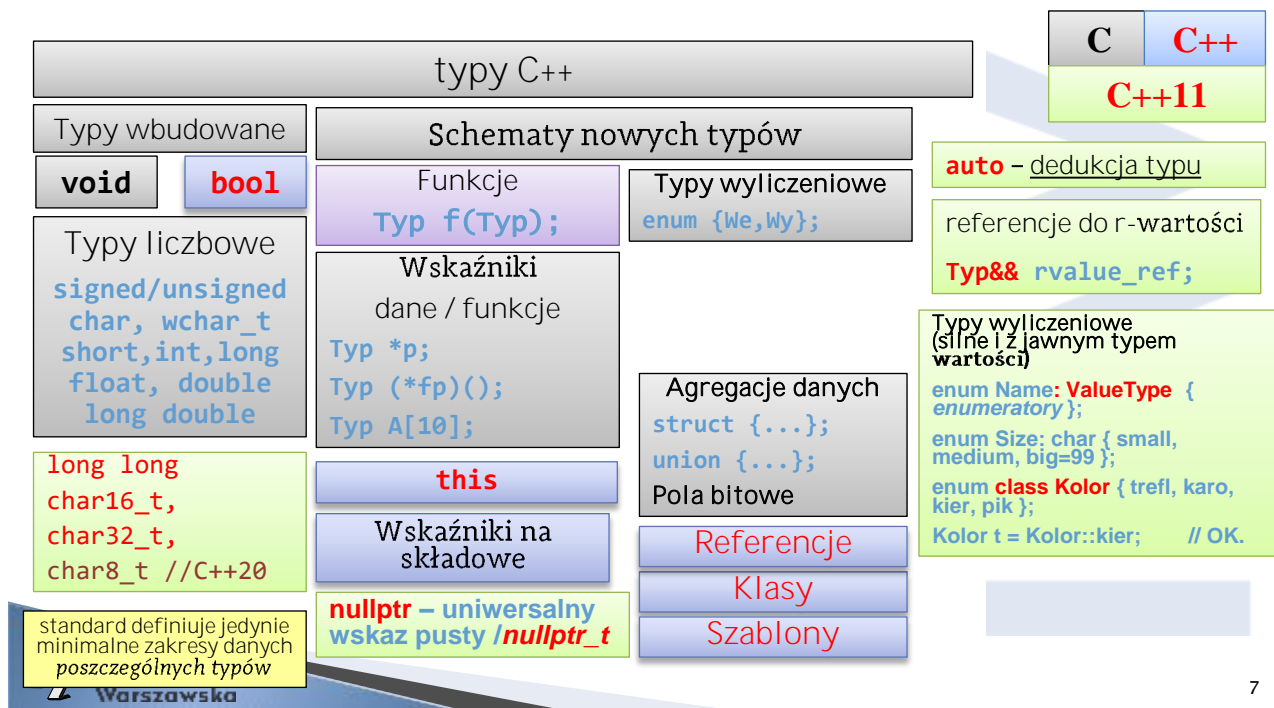 typy C++
C
C++
C++11
Typy wbudowane
void
bool
Typy liczbowe
signed/unsigned
char, wchar_t
short,int,long
float, double
long double
long long
char16_t,
char32_t,
char8_t //C++20
standard definiuje jedynie
minimalne zakresy danych
poszczególnych typów
Schematy nowych typów
Funkcje
Typ f(Typ);
Wskaźniki
dane / funkcje
Typ *p;
Typ (*fp)();
Typ A[10];
this
Wskaźniki na
składowe
nullptr – uniwersalny
wskaz pusty /nullptr_t
Typy wyliczeniowe
enum {We,Wy};
Agregacje danych
struct {...};
union {...};
Pola bitowe
Referencje
Klasy
Szablony
auto – dedukcja typu
referencje do r-wartości
Typ&& rvalue_ref;
Typy wyliczeniowe
(silne i z jawnym typem
wartości)
enum Name: ValueType {
enumeratory };
enum Size: char { small,
medium, big=99 };
enum class Kolor { trefl, karo,
kier, pik };
Kolor t = Kolor::kier; // OK.
Warszawska
7